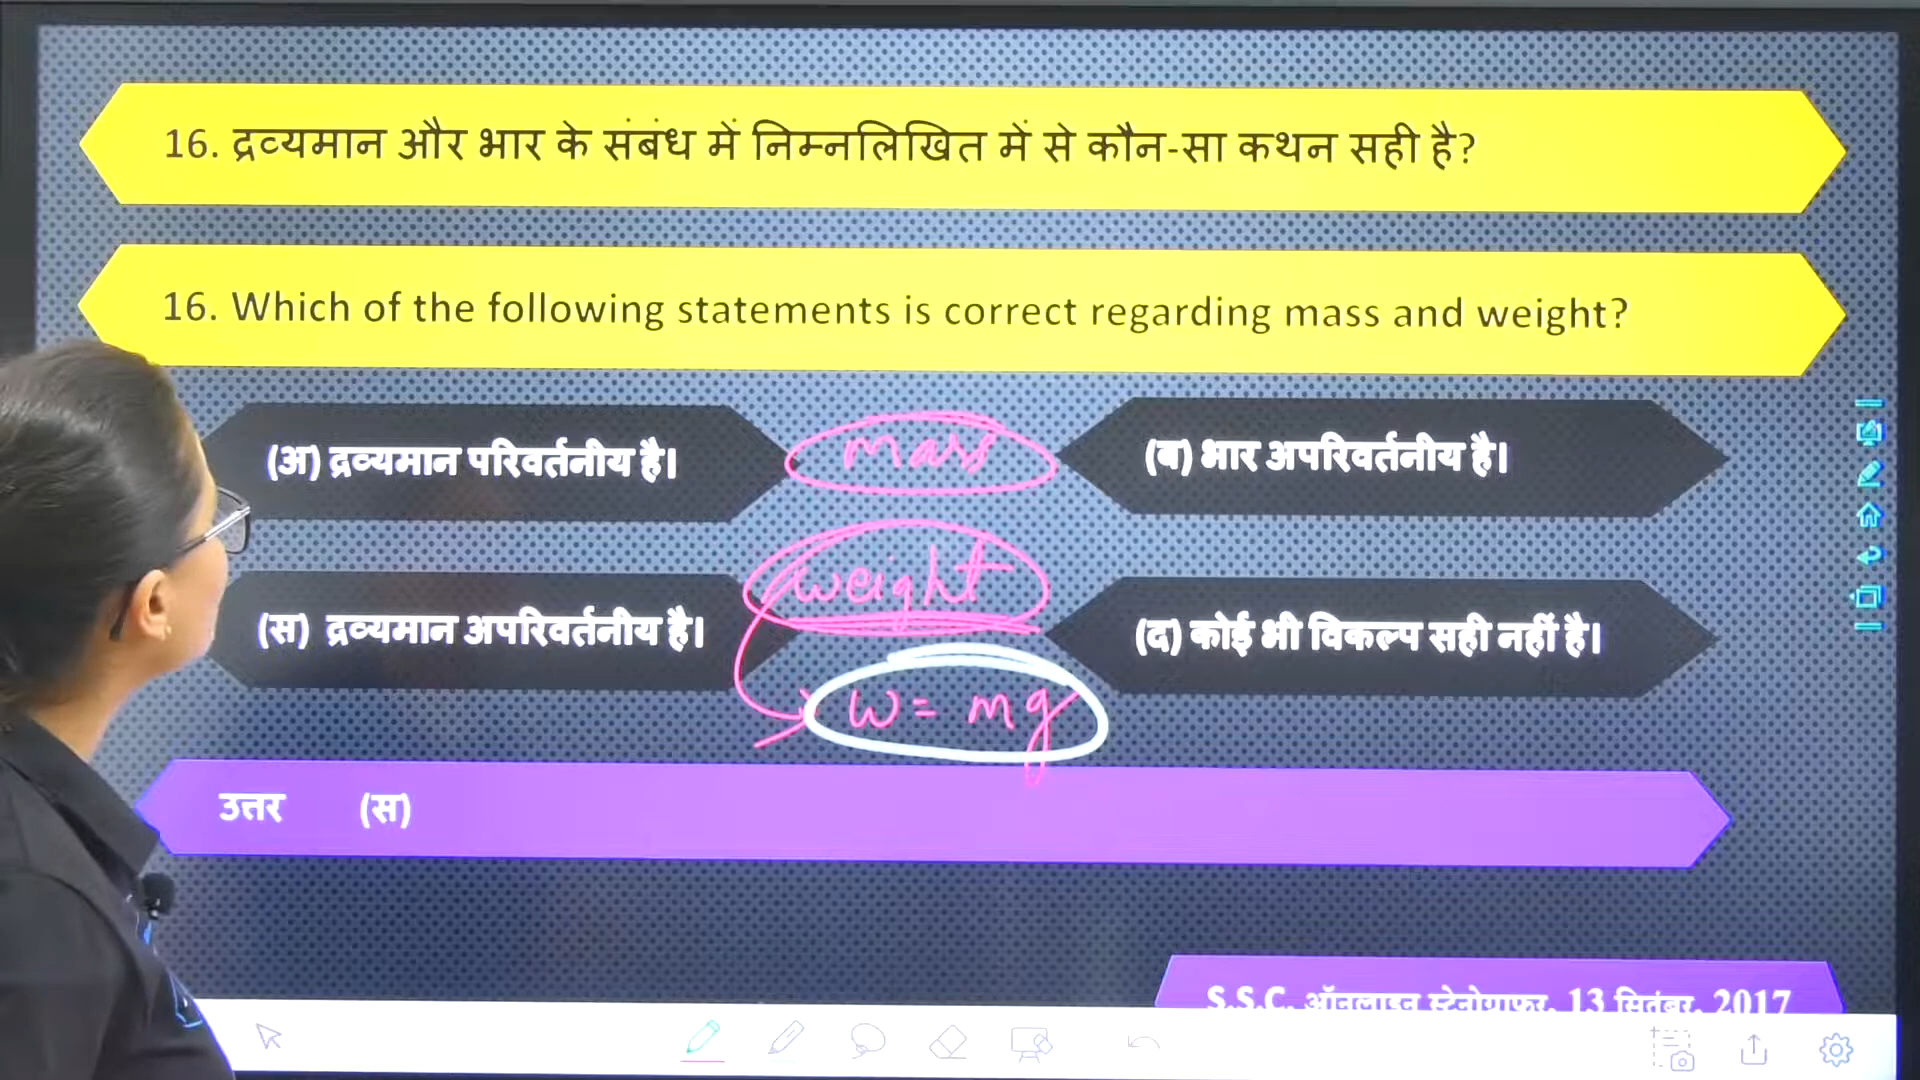 16. द्रव्यमान और भार के संबंध में निम्नलिखित में से कौन-सा कथन सही है?
16. Which of the following statements is correct regarding mass and weight?
(अ) द्रव्यमान परिवर्तनीय है।
mass
(ब) भार अपरिवर्तनीय है।
weight
(स) द्रव्यमान अपरिवर्तनीय है।
(द) कोई भी विकल्प सही नहीं है।
w = mg
उत्तर (स)
S.S.C. ऑनलाइन स्टेनोग्राफर, 13 सितंबर, 2017